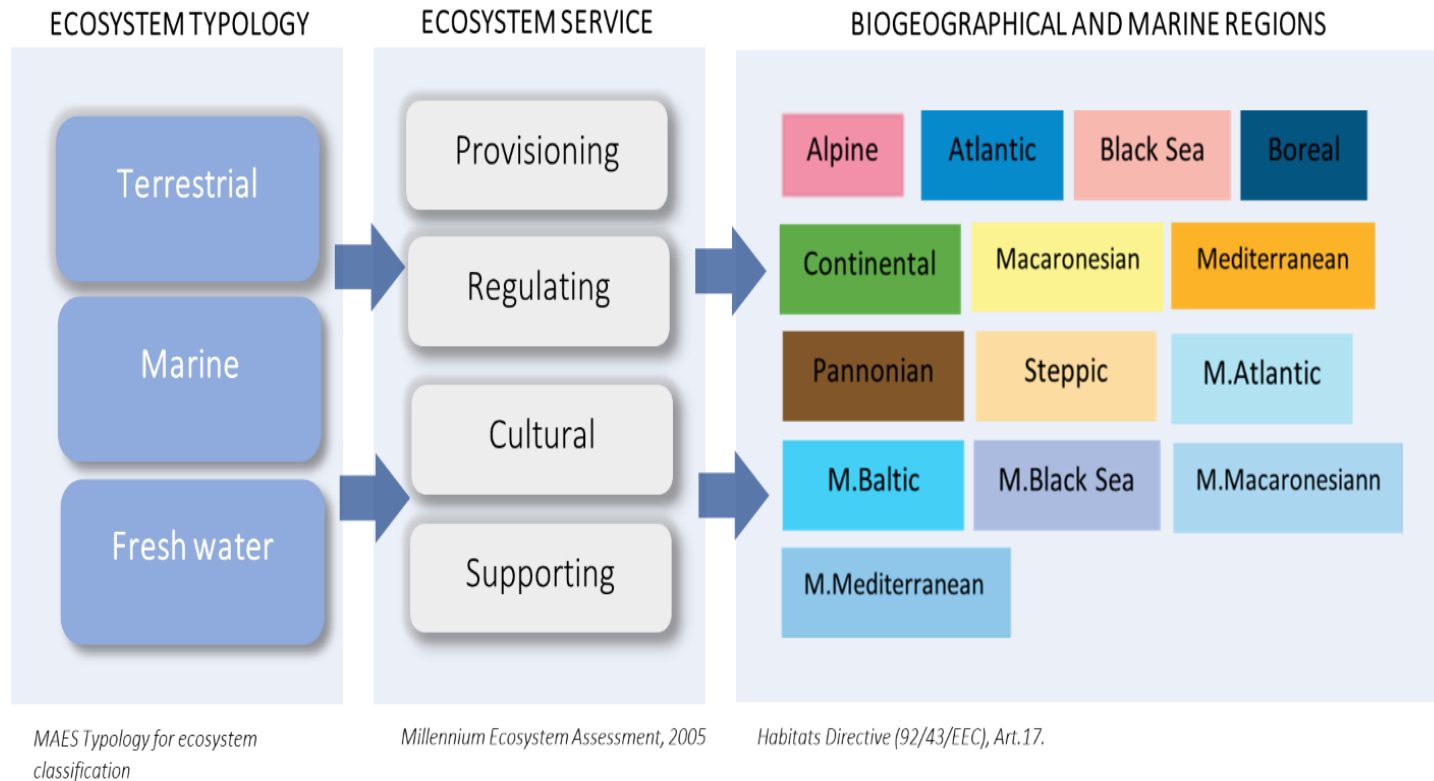 ECOSYSTEM TYPOLOGY
ECOSYSTEM SERVICE
BIOGEOGRAPHICAL AND MARINE REGIONS
Terrestrial
Marine
Fresh water
Provisioning
Regulating
Cultural
Supporting
Alpine
Atlantic
Black Sea
Boreal
Continental
Macaronesian
Mediterranean
Pannonian
Steppic
M.Atlantic
M.Baltic
M.Black Sea
M.Macaronesiann
M.Mediterranean
MAES Typology for ecosystem
classification
Millennium Ecosystem Assessment, 2005
Habitats Directive (92/43/EEC), Art.17.